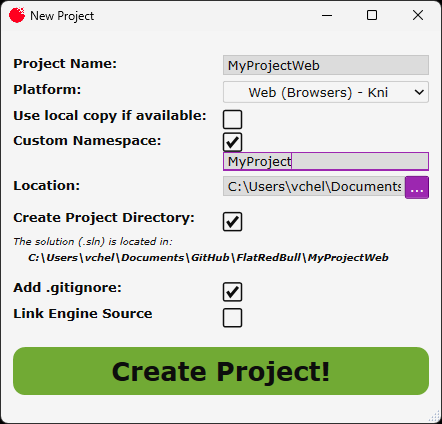 New Project
Project Name: MyProjectWeb
Platform: Web (Browsers) - Kni
Use local copy if available:
Custom Namespace:
MyProject
Location: C:\Users\vchel\Documents ...
Create Project Directory:
The solution (.sln) is located in:
C:\Users\vchel\Documents\GitHub\FlatRedBull\MyProjectWeb
Add .gitignore:
Link Engine Source
Create Project!